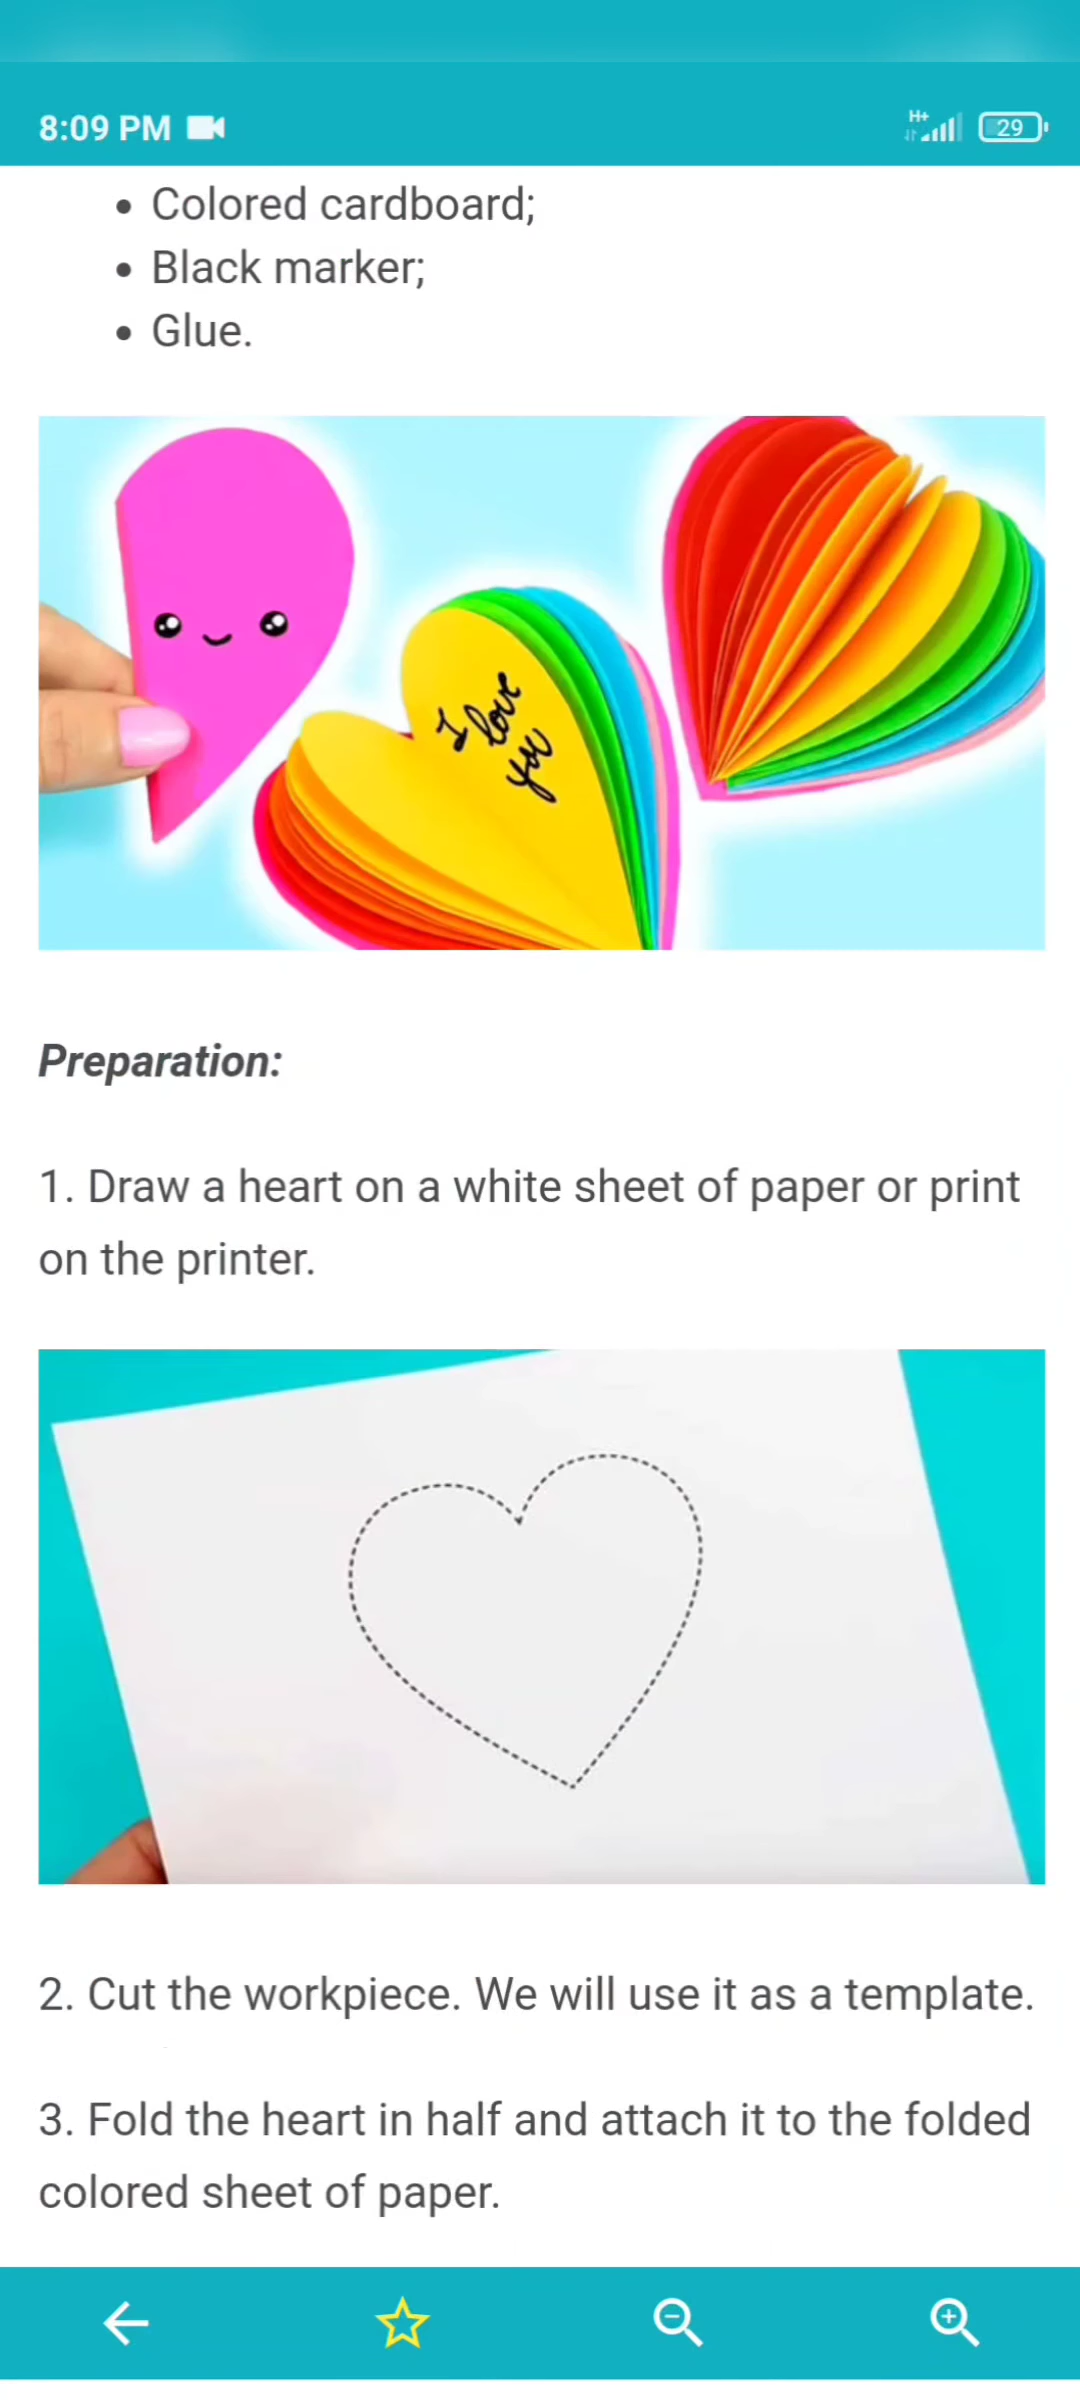 8:09 PM
H+
29
• Colored cardboard;
• Black marker;
• Glue.
I love
you
Preparation:
1. Draw a heart on a white sheet of paper or print
on the printer.
2. Cut the workpiece. We will use it as a template.
3. Fold the heart in half and attach it to the folded
colored sheet of paper.